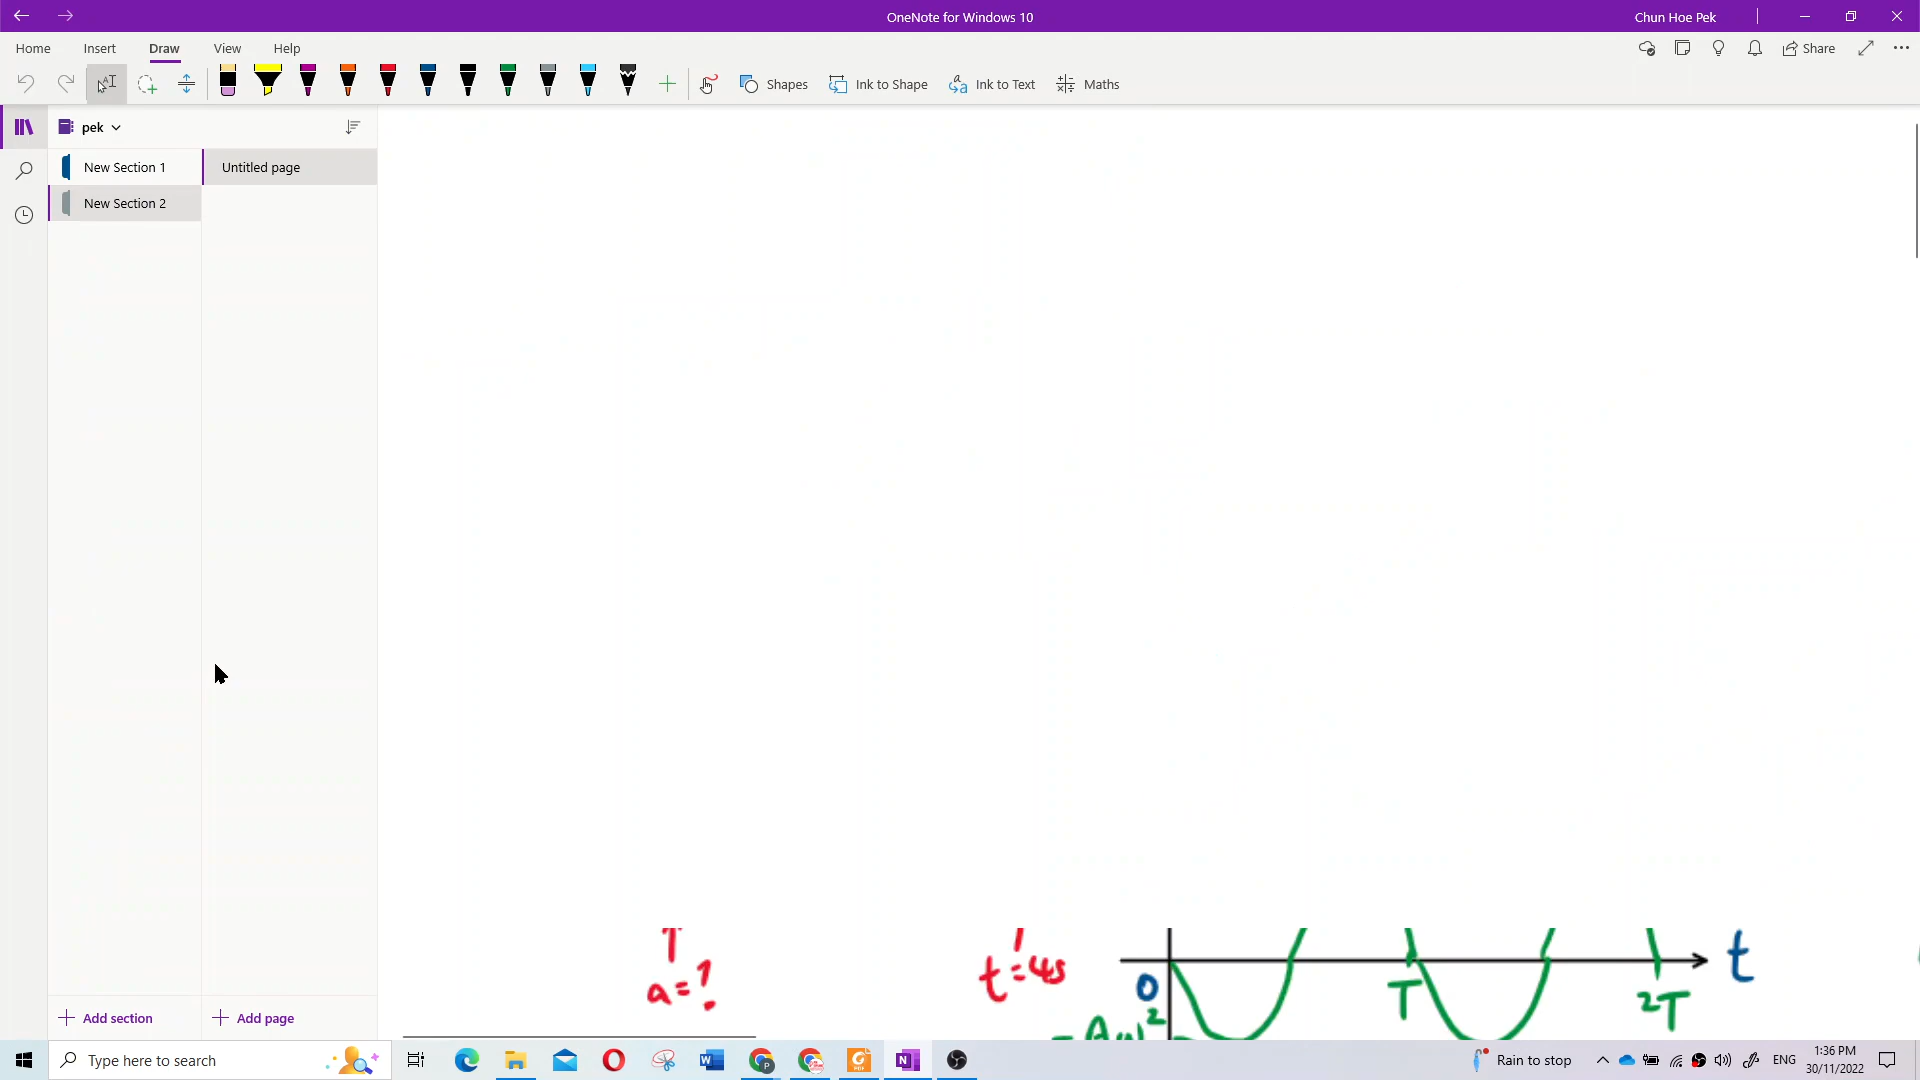 OneNote for Windows 10
Chun Hoe Pek
Home Insert Draw View Help
Share
Shapes Ink to Shape Ink to Text Maths
pek
New Section 1
Untitled page
New Section 2
a = ?
t = 4s
0
T
2T
t
- Aω²
Add section
Add page
Type here to search
Rain to stop
ENG
1:36 PM
30/11/2022